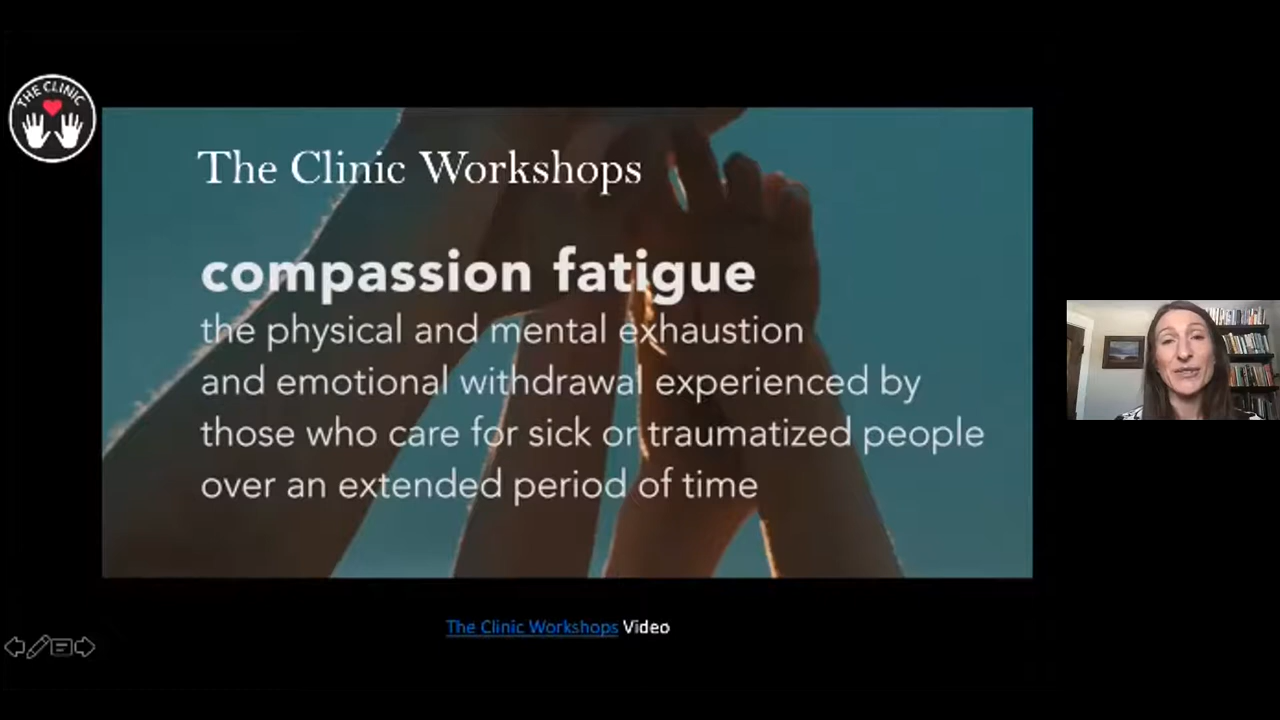 THE CLINIC
The Clinic Workshops
compassion fatigue
the physical and mental exhaustion
and emotional withdrawal experienced by
those who care for sick or traumatized people
over an extended period of time
The Clinic Workshops Video